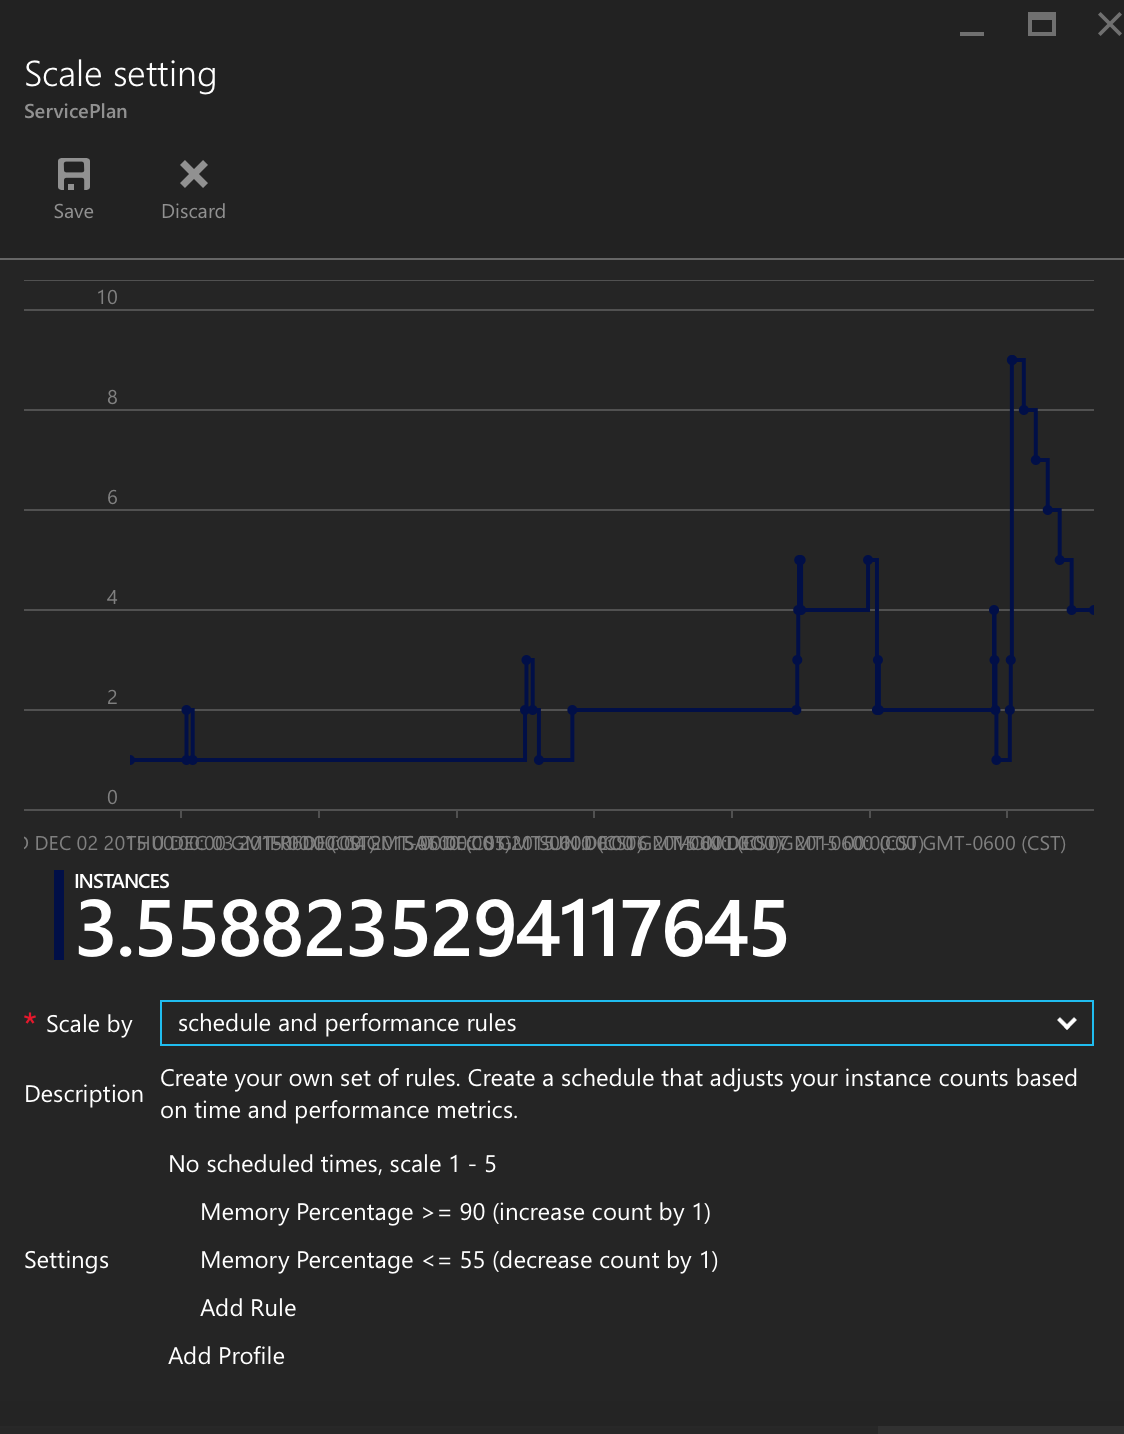 Scale setting
ServicePlan
Save
Discard
10
8
6
4
2
0
DEC 02 2015
GMT-0600 (CST)
INSTANCES
3.5588235294117645
* Scale by
schedule and performance rules
Description
Create your own set of rules. Create a schedule that adjusts your instance counts based
on time and performance metrics.
No scheduled times, scale 1 - 5
Memory Percentage >= 90 (increase count by 1)
Settings
Memory Percentage <= 55 (decrease count by 1)
Add Rule
Add Profile